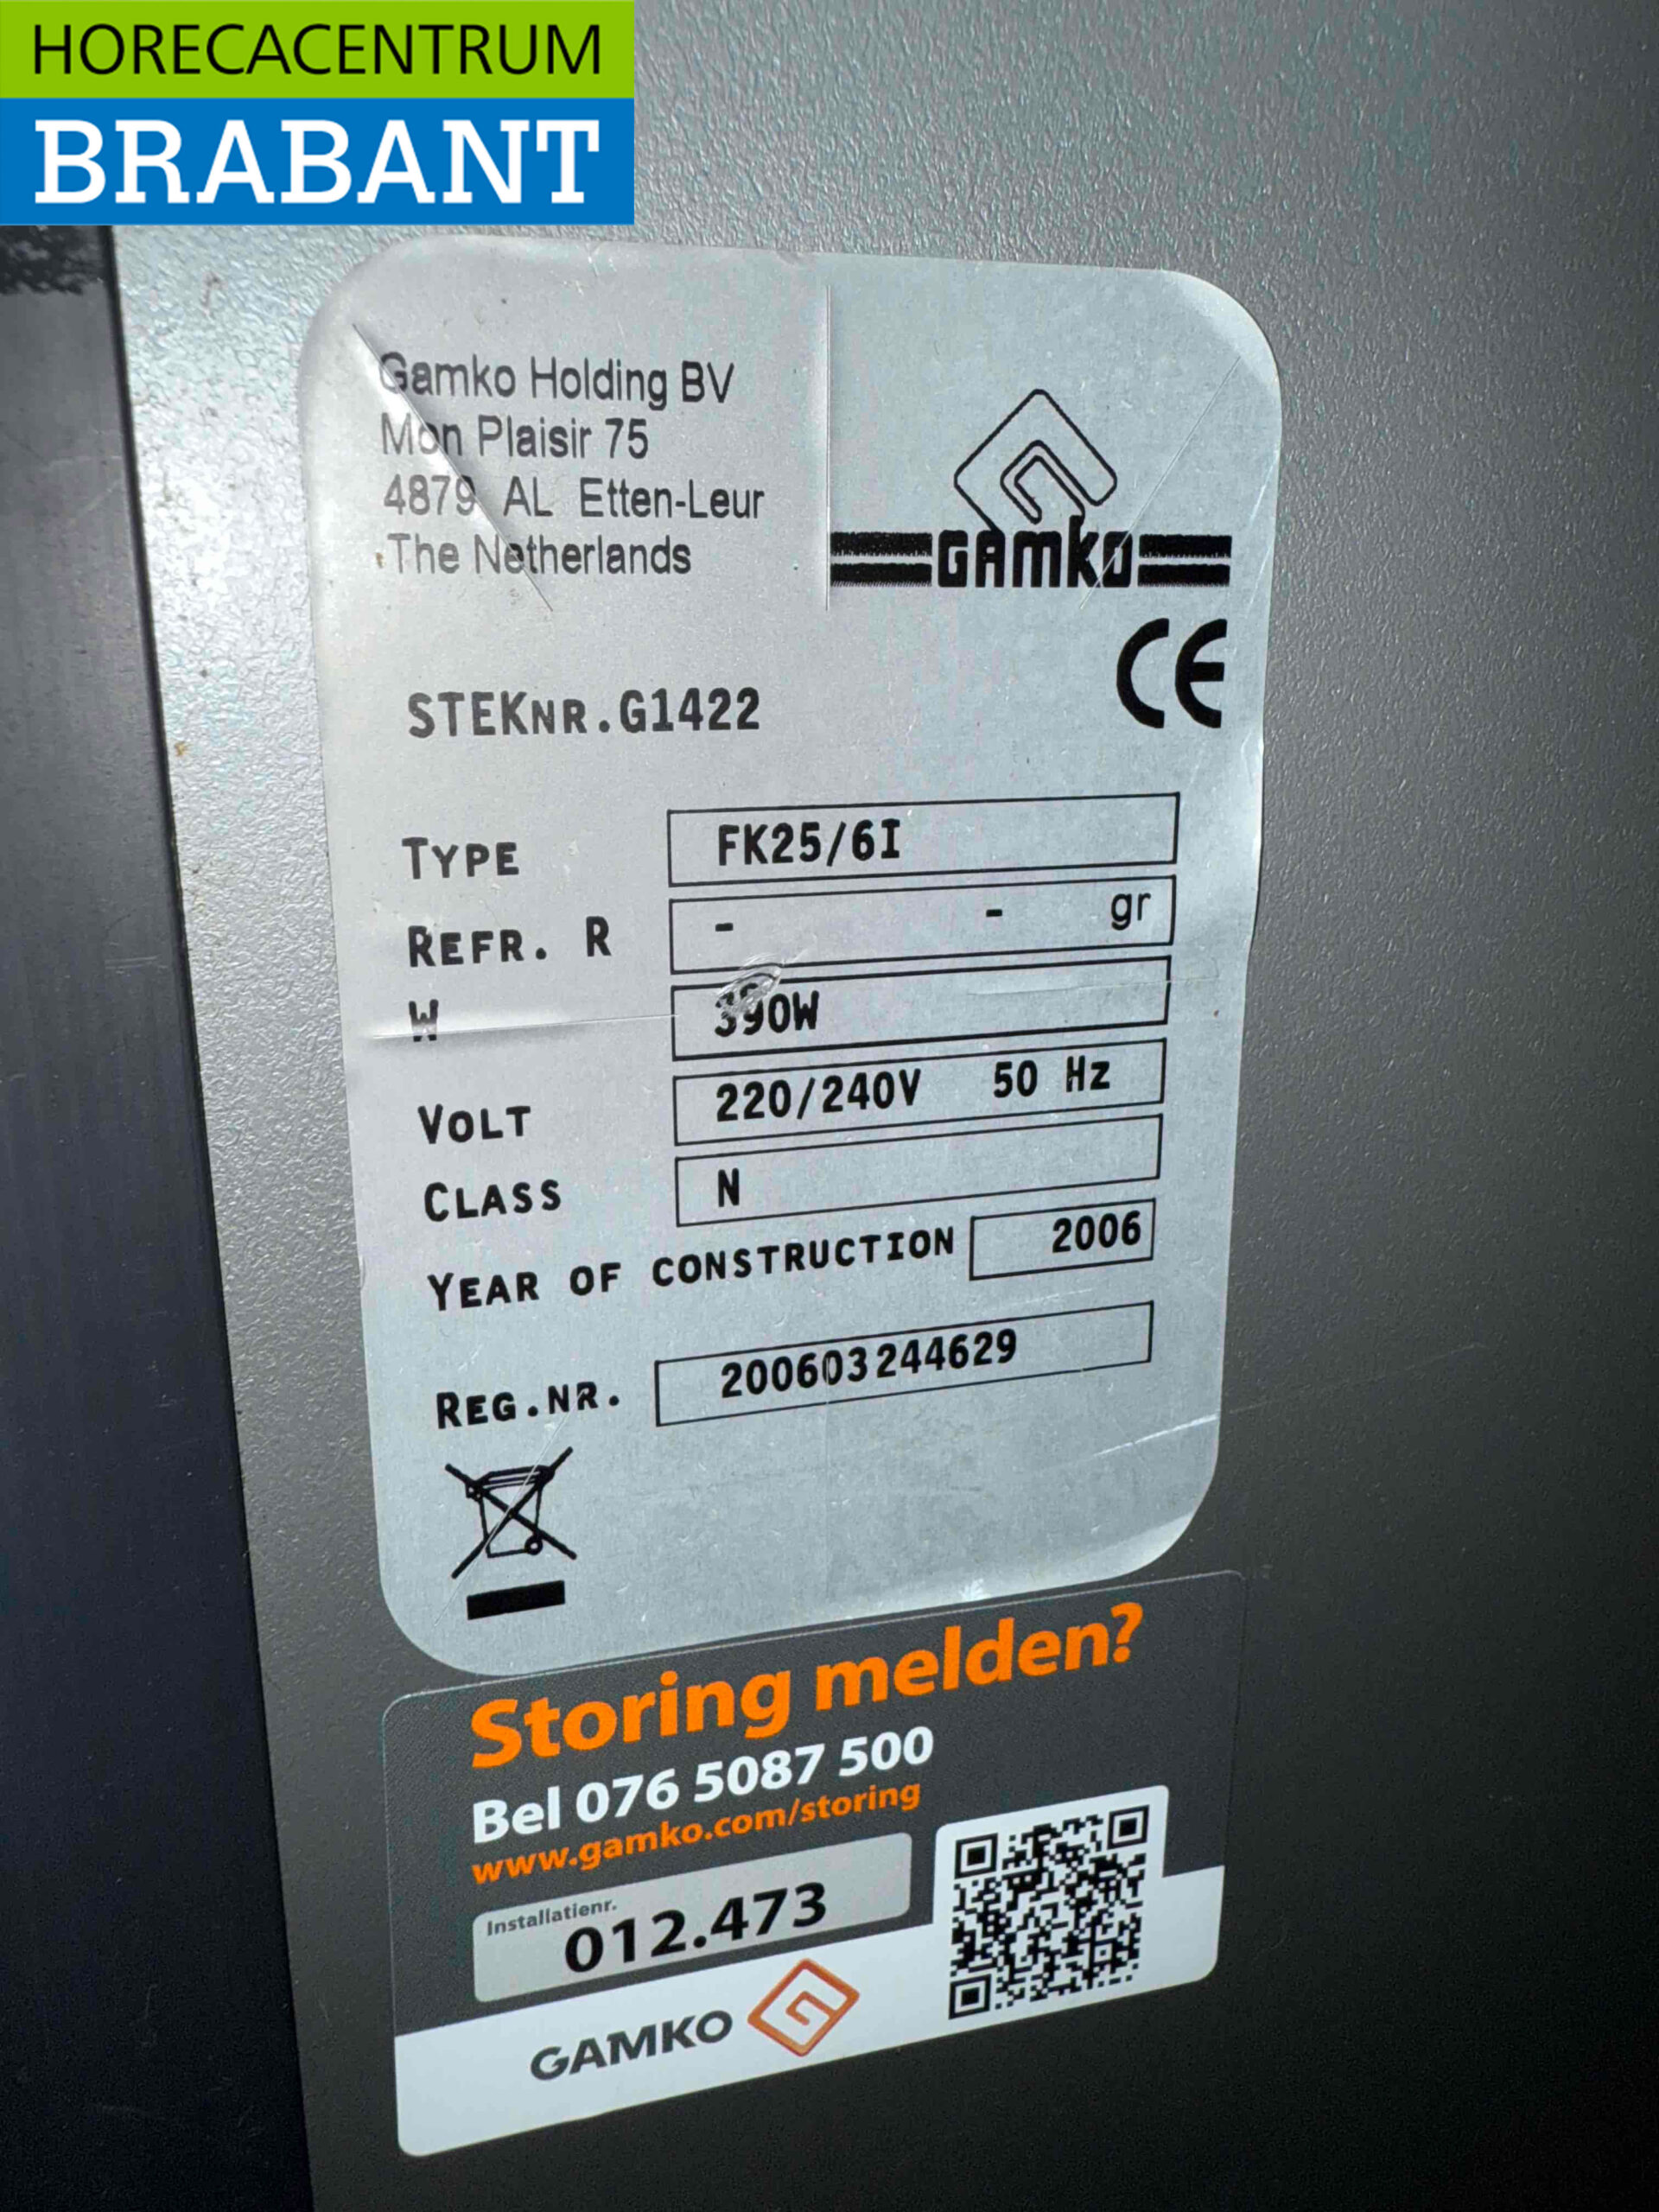 HORECACENTRUM
BRABANT
Gamko Holding BV
Mon Plaisir 75
4879 AL Etten-Leur
The Netherlands
GAMKO
CE
STEKNR.G1422
TYPE FK25/6I
REFR. R - - gr
W 390W
VOLT 220/240V 50 Hz
CLASS N
YEAR OF CONSTRUCTION 2006
REG.NR. 200603244629
Storing melden?
Bel 076 5087 500
www.gamko.com/storing
Installatienr.
012.473
GAMKO